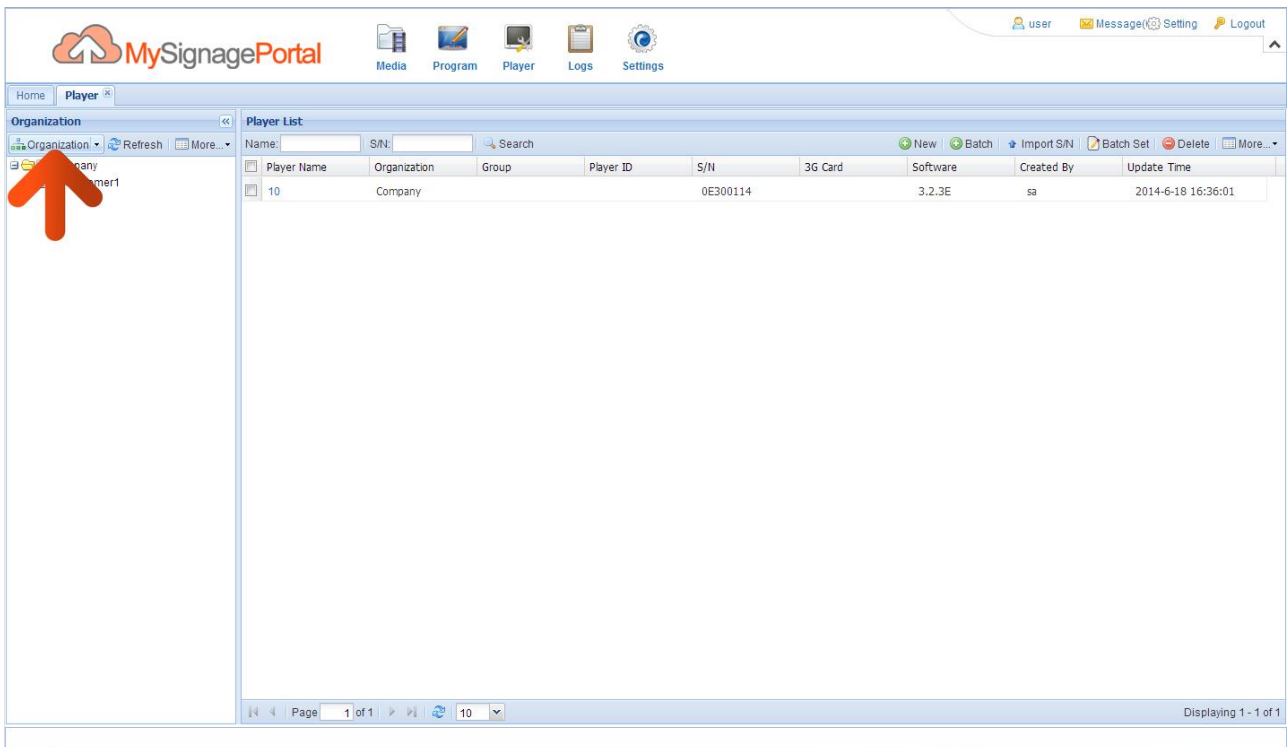 user Message( Setting Logout
MySignagePortal
Media Program Player Logs Settings
Home Player
Organization Player List
Organization Refresh More... Name: S/N: Search New Batch Import S/N Batch Set Delete More...
Player Name Organization Group Player ID S/N 3G Card Software Created By Update Time
10 Company 0E300114 3.2.3E sa 2014-6-18 16:36:01
Page 1 of 1 10 Displaying 1 - 1 of 1